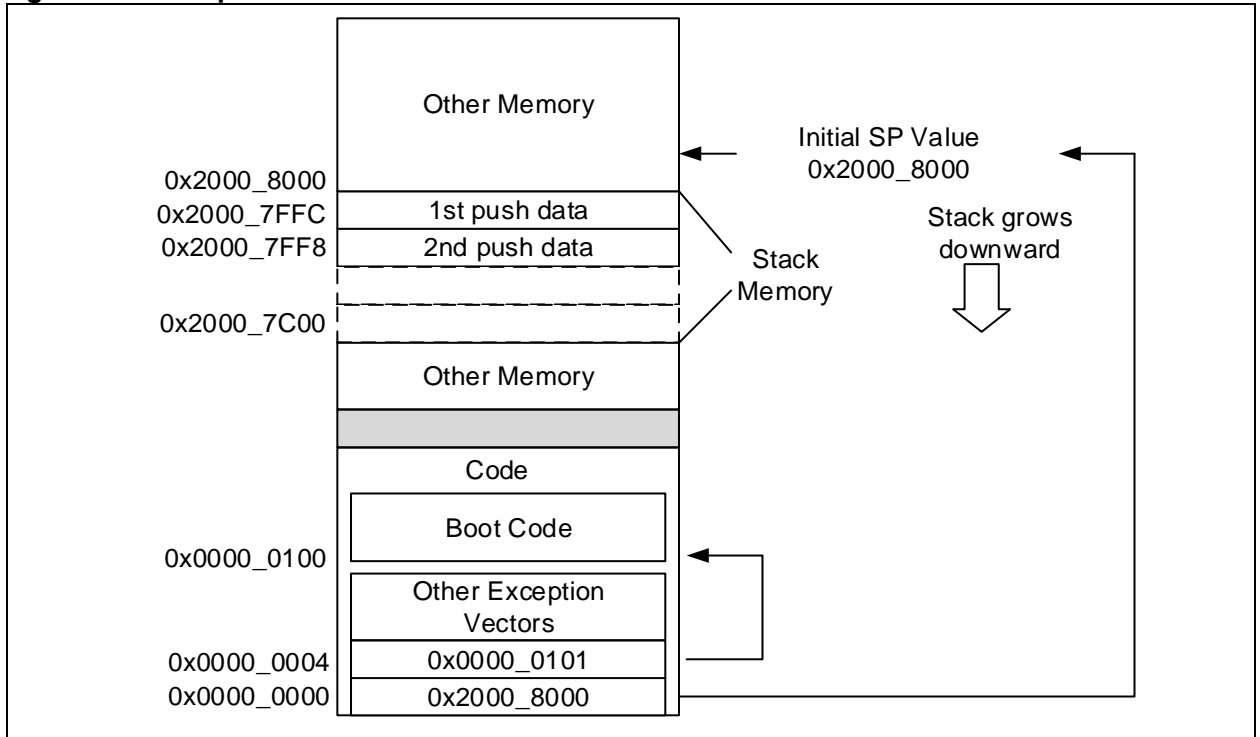 Other Memory
Initial SP Value
0x2000_8000
0x2000_8000
0x2000_7FFC
1st push data
Stack grows
downward
0x2000_7FF8
2nd push data
Stack
Memory
0x2000_7C00
Other Memory
Code
Boot Code
0x0000_0100
Other Exception
Vectors
0x0000_0004
0x0000_0101
0x0000_0000
0x2000_8000